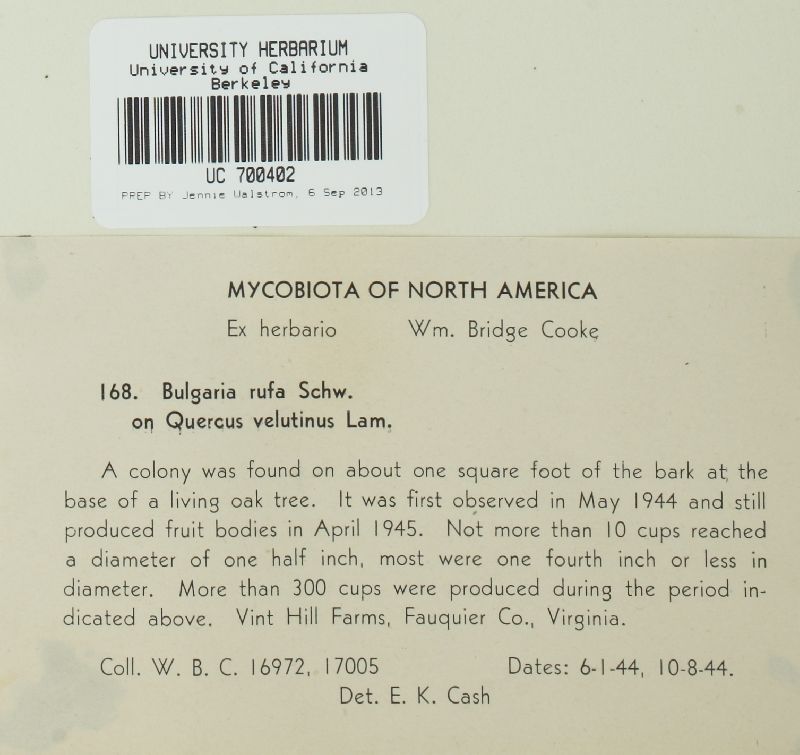 UNIVERSITY HERBARIUM
University of California
Berkeley
UC 700402
PREP BY Jennie Walstrom, 6 Sep 2013
MYCOBIOTA OF NORTH AMERICA
Ex herbario Wm. Bridge Cooke
168. Bulgaria rufa Schw.
on Quercus velutinus Lam.
A colony was found on about one square foot of the bark at the
base of a living oak tree. It was first observed in May 1944 and still
produced fruit bodies in April 1945. Not more than 10 cups reached
a diameter of one half inch, most were one fourth inch or less in
diameter. More than 300 cups were produced during the period in-
dicated above. Vint Hill Farms, Fauquier Co., Virginia.
Coll. W. B. C. 16972, 17005 Dates: 6-1-44, 10-8-44.
Det. E. K. Cash